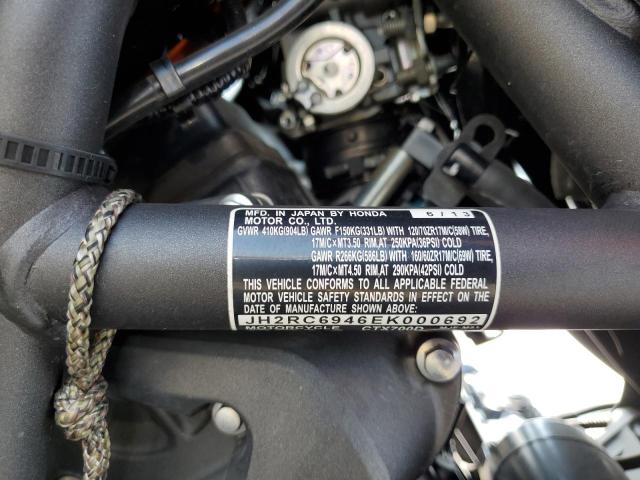 MFD. IN JAPAN BY HONDA 6/13
MOTOR CO., LTD.
GVWR 410KG(904LB) GAWR F150KG(331LB) WITH 120/70ZR17M/C(58W) TIRE,
17M/C×MT3.50 RIM,AT 250KPA(36PSI) COLD
GAWR R266KG(586LB) WITH 160/60ZR17M/C(69W) TIRE,
17M/C×MT4.50 RIM,AT 290KPA(42PSI) COLD
THIS VEHICLE CONFORMS TO ALL APPLICABLE FEDERAL
MOTOR VEHICLE SAFETY STANDARDS IN EFFECT ON THE
DATE OF MANUFACTURE SHOWN ABOVE:
JH2RC6946EK000692
MOTORCYCLE CTX700D